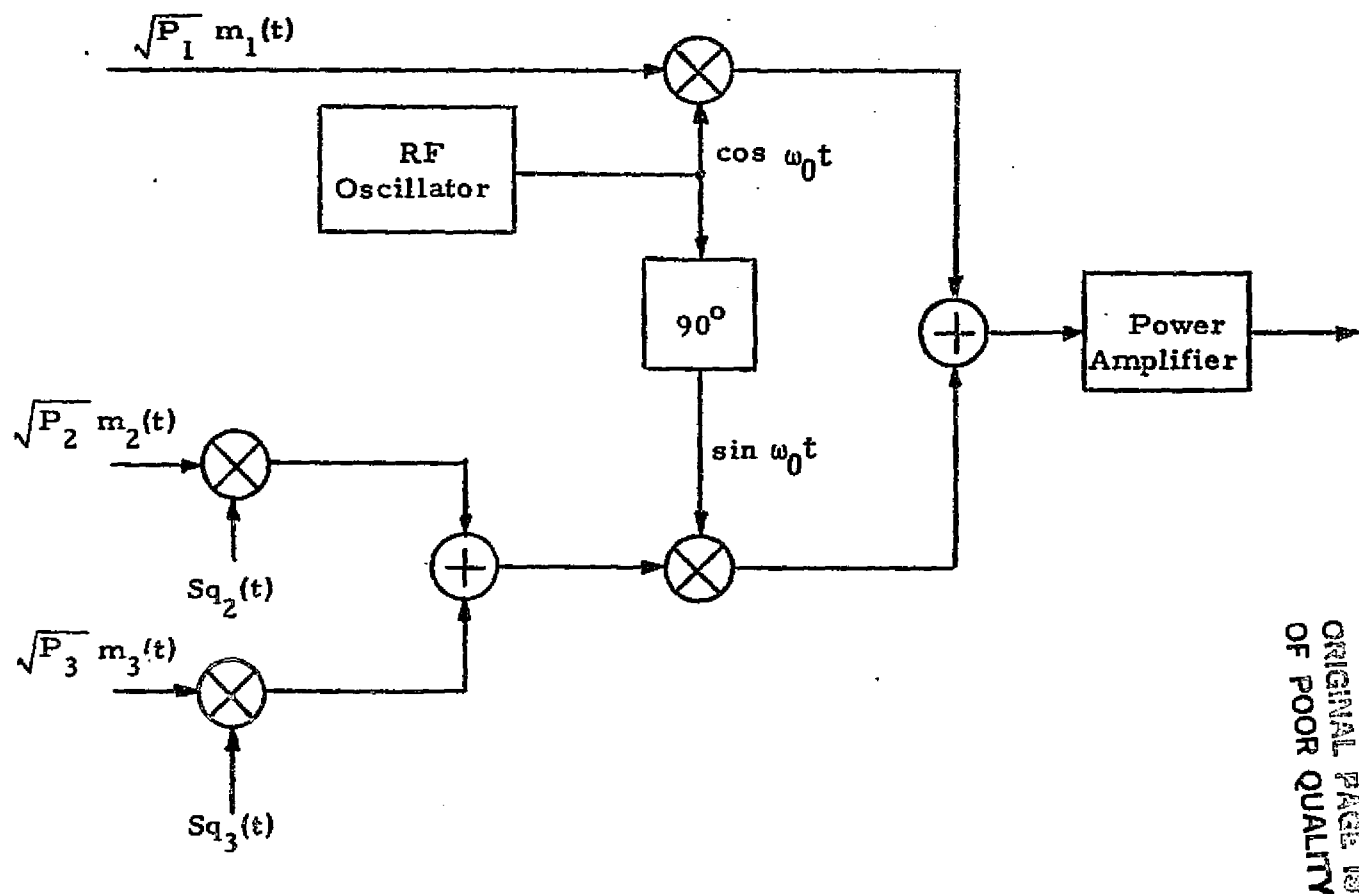 √P₁ m₁(t)
RF
Oscillator
cos ω₀t
90°
Power
Amplifier
√P₂ m₂(t)
sin ω₀t
Sq₂(t)
√P₃ m₃(t)
Sq₃(t)
ORIGINAL PAGE IS
OF POOR QUALITY